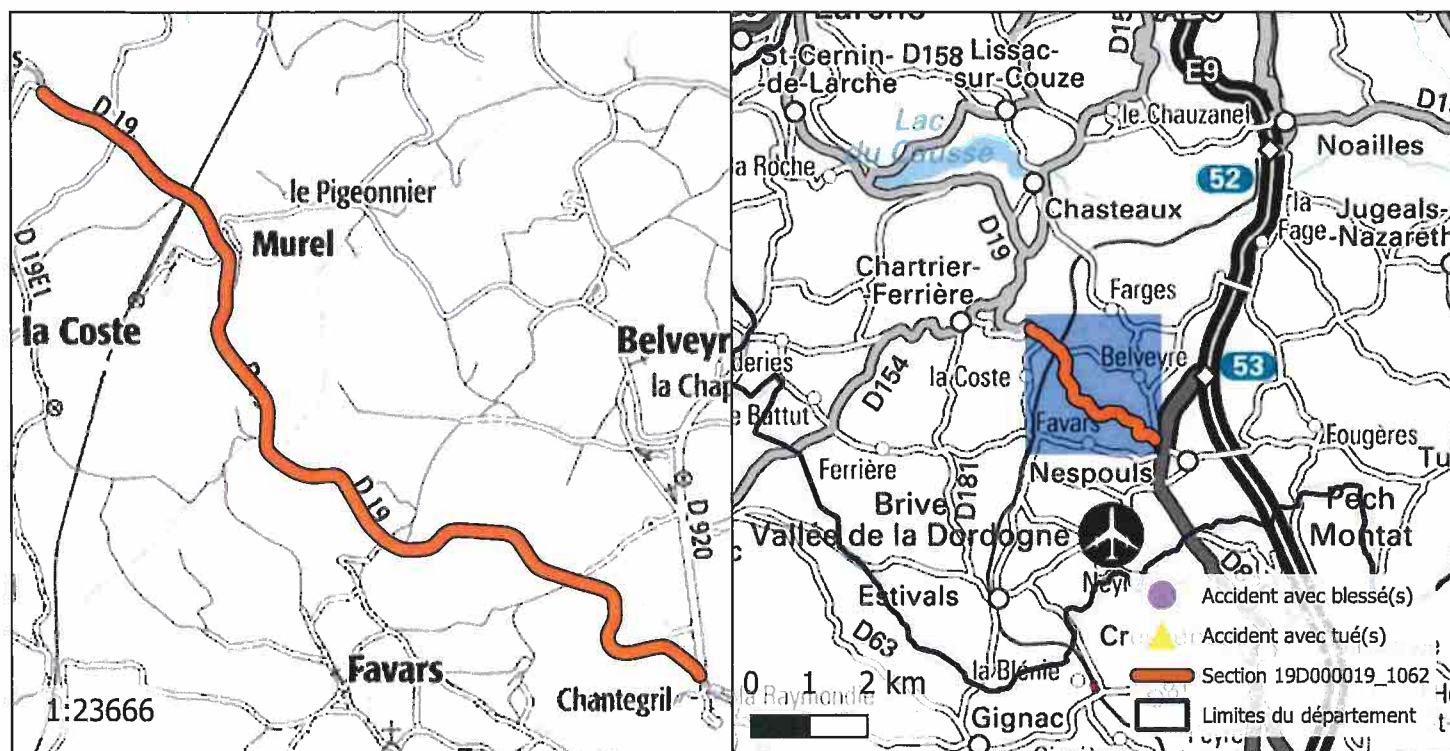 D 19
le Pigeonnier
Murel
D 19E1
la Coste
Belveyr
la Chap
D 19
D 920
Favars
Chantegril
1:23666
St-Cernin-
-de-Larche
D158
Lissac-
-sur-Couze
E9
le Chauzanel
Lac
du Causse
Noailles
la Roche
52
Chasteaux
la
Fage
Jugeals-
-Nazareth
D19
Chartrier-
-Ferrière
Farges
Belveyre
53
la Coste
D154
Favars
Fougères
Ferrière
Nespouls
D181
Brive
Vallée de la Dordogne
Pech
Montat
Estivals
D63
la Blénie
la Raymondie
Gignac
0 1 2 km
Accident avec blessé(s)
Accident avec tué(s)
Section 19D000019_1062
Limites du département